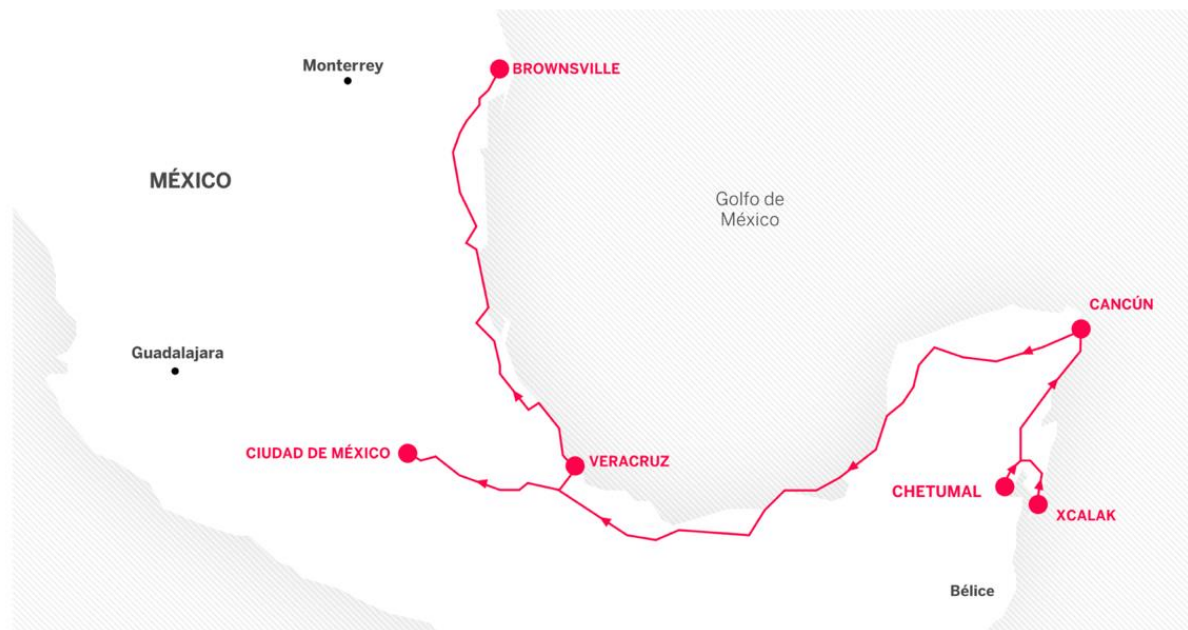 Monterrey
BROWNSVILLE
MÉXICO
Golfo de
México
CANCÚN
Guadalajara
CIUDAD DE MÉXICO
VERACRUZ
CHETUMAL
XCALAK
Bélice